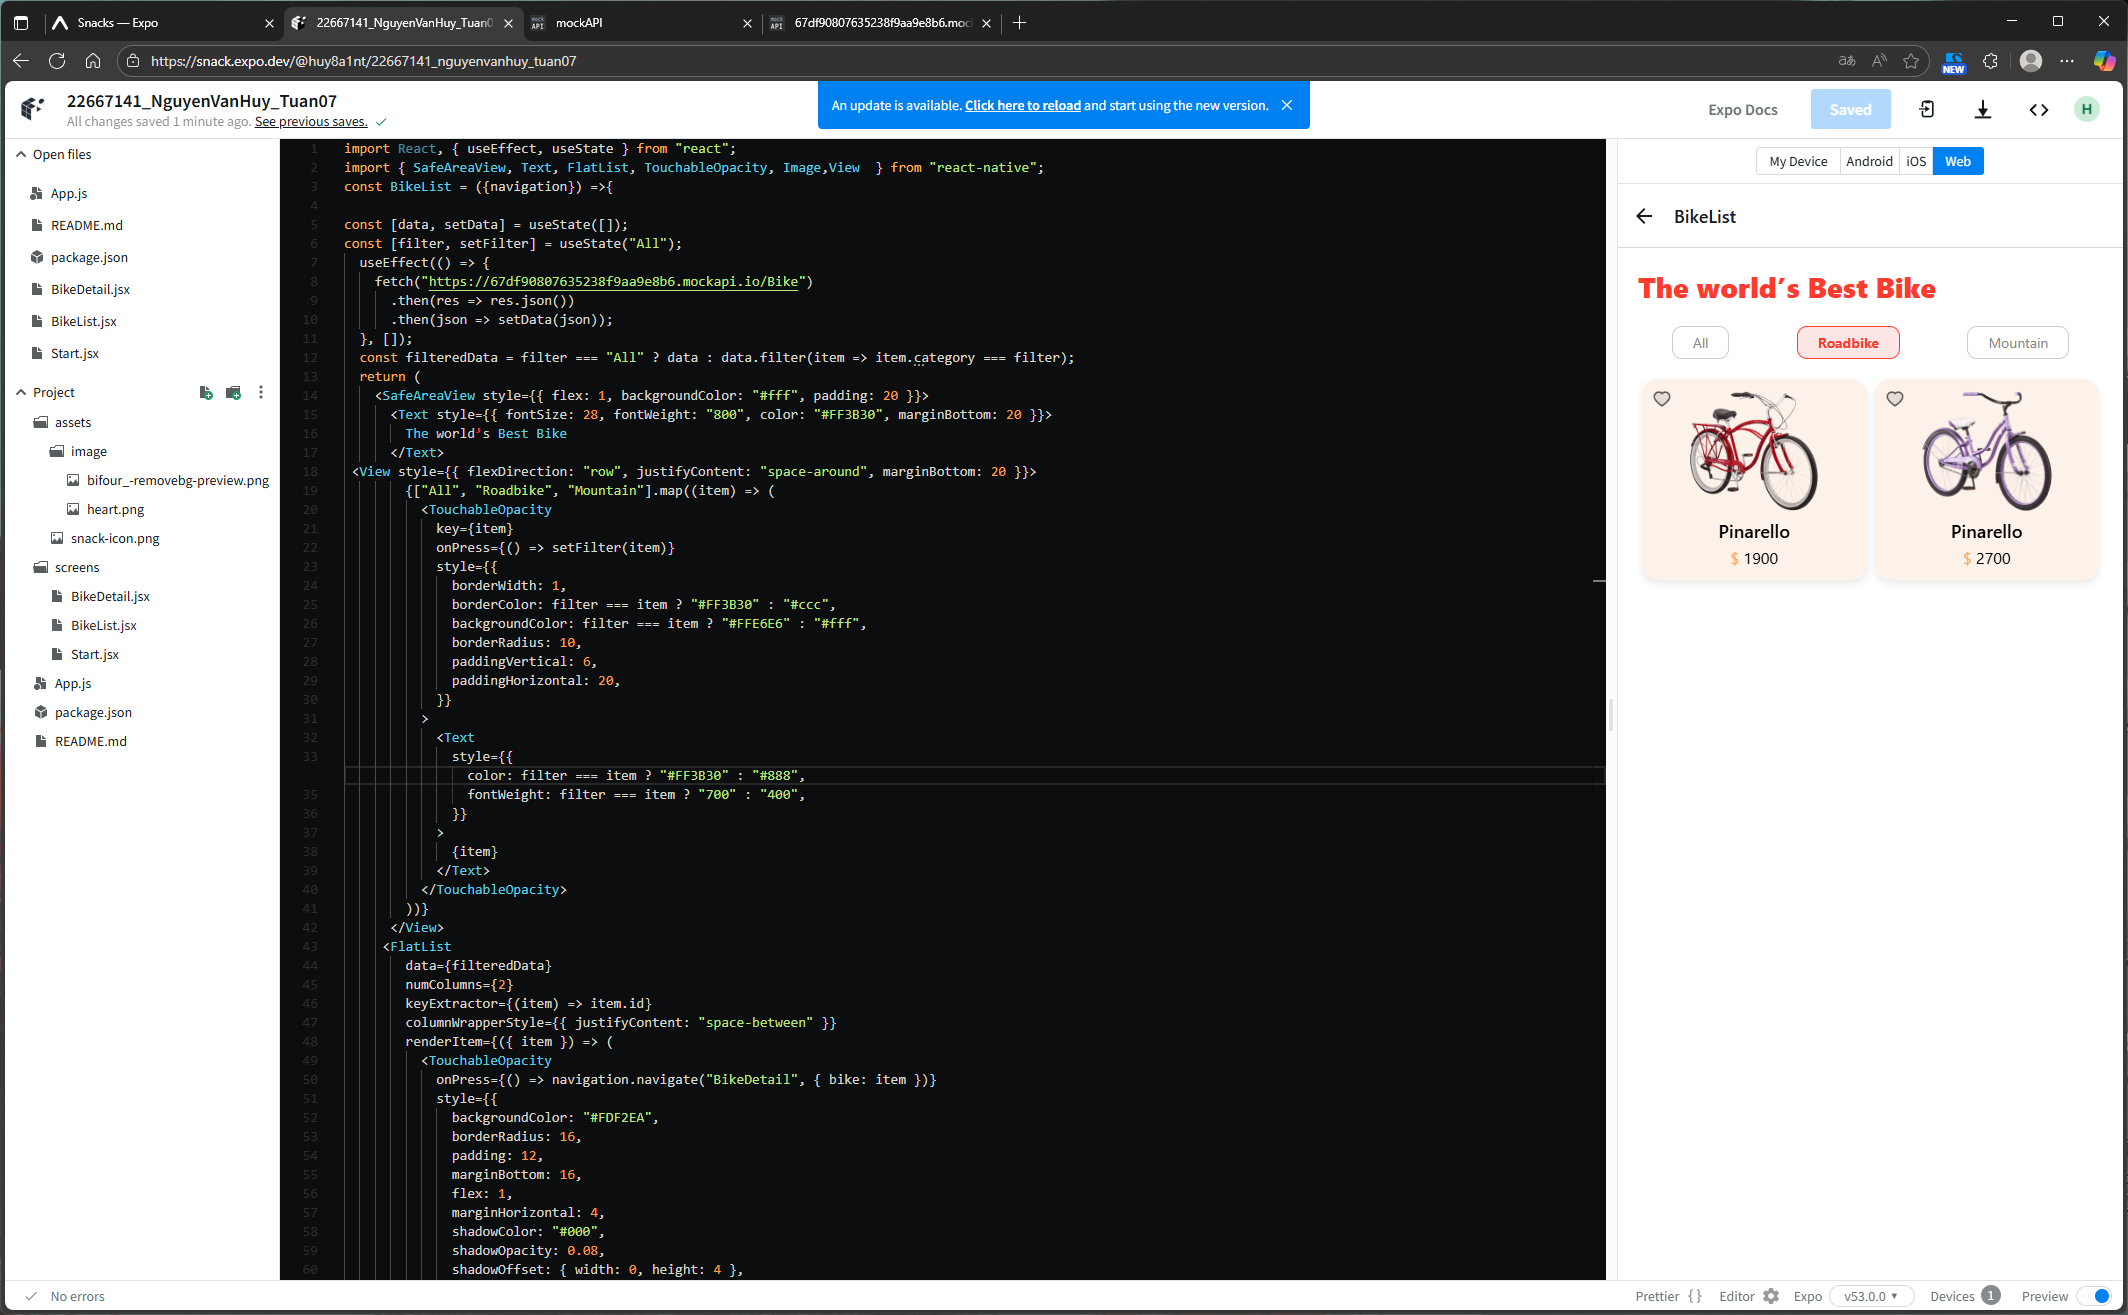 Snacks — Expo
22667141_NguyenVanHuy_Tuan0
mockAPI
67df90807635238f9aa9e8b6.moc
https://snack.expo.dev/@huy8a1nt/22667141_nguyenvanhuy_tuan07
NEW
22667141_NguyenVanHuy_Tuan07
All changes saved 1 minute ago. See previous saves.
An update is available. Click here to reload and start using the new version.
Expo Docs
Saved
H
Open files
App.js
README.md
package.json
BikeDetail.jsx
BikeList.jsx
Start.jsx
Project
assets
image
bifour_-removebg-preview.png
heart.png
snack-icon.png
screens
BikeDetail.jsx
BikeList.jsx
Start.jsx
App.js
package.json
README.md
1 import React, { useEffect, useState } from "react";
2 import { SafeAreaView, Text, FlatList, TouchableOpacity, Image,View  } from "react-native";
3 const BikeList = ({navigation}) =>{
4
5 const [data, setData] = useState([]);
6 const [filter, setFilter] = useState("All");
7 useEffect(() => {
8 fetch("https://67df90807635238f9aa9e8b6.mockapi.io/Bike")
9 .then(res => res.json())
10 .then(json => setData(json));
11 }, []);
12 const filteredData = filter === "All" ? data : data.filter(item => item.category === filter);
13 return (
14 <SafeAreaView style={{ flex: 1, backgroundColor: "#fff", padding: 20 }}>
15 <Text style={{ fontSize: 28, fontWeight: "800", color: "#FF3B30", marginBottom: 20 }}>
16 The world’s Best Bike
17 </Text>
18 <View style={{ flexDirection: "row", justifyContent: "space-around", marginBottom: 20 }}>
19 {["All", "Roadbike", "Mountain"].map((item) => (
20 <TouchableOpacity
21 key={item}
22 onPress={() => setFilter(item)}
23 style={{
24 borderWidth: 1,
25 borderColor: filter === item ? "#FF3B30" : "#ccc",
26 backgroundColor: filter === item ? "#FFE6E6" : "#fff",
27 borderRadius: 10,
28 paddingVertical: 6,
29 paddingHorizontal: 20,
30 }}
31 >
32 <Text
33 style={{
color: filter === item ? "#FF3B30" : "#888",
35 fontWeight: filter === item ? "700" : "400",
36 }}
37 >
38 {item}
39 </Text>
40 </TouchableOpacity>
41 ))}
42 </View>
43 <FlatList
44 data={filteredData}
45 numColumns={2}
46 keyExtractor={(item) => item.id}
47 columnWrapperStyle={{ justifyContent: "space-between" }}
48 renderItem={({ item }) => (
49 <TouchableOpacity
50 onPress={() => navigation.navigate("BikeDetail", { bike: item })}
51 style={{
52 backgroundColor: "#FDF2EA",
53 borderRadius: 16,
54 padding: 12,
55 marginBottom: 16,
56 flex: 1,
57 marginHorizontal: 4,
58 shadowColor: "#000",
59 shadowOpacity: 0.08,
60 shadowOffset: { width: 0, height: 4 },
My Device
Android
iOS
Web
BikeList
The world’s Best Bike
All
Roadbike
Mountain
Pinarello
$ 1900
Pinarello
$ 2700
No errors
Prettier {}
Editor
Expo
v53.0.0
Devices 1
Preview